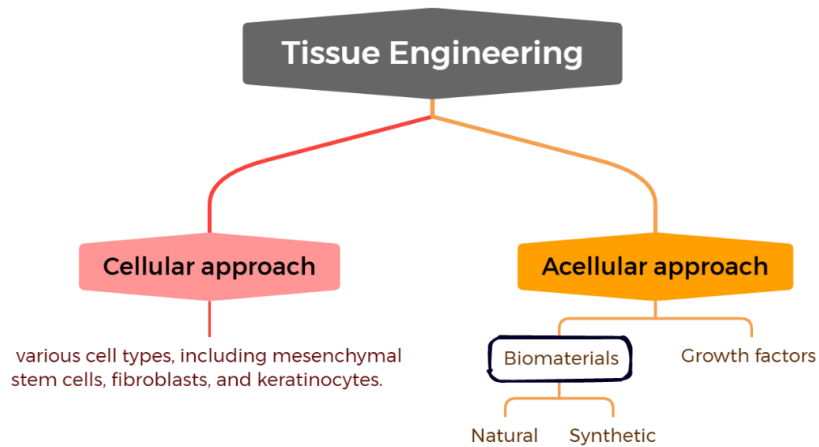 Tissue Engineering
Cellular approach
Acellular approach
various cell types, including mesenchymal
stem cells, fibroblasts, and keratinocytes.
Biomaterials
Growth factors
Natural
Synthetic